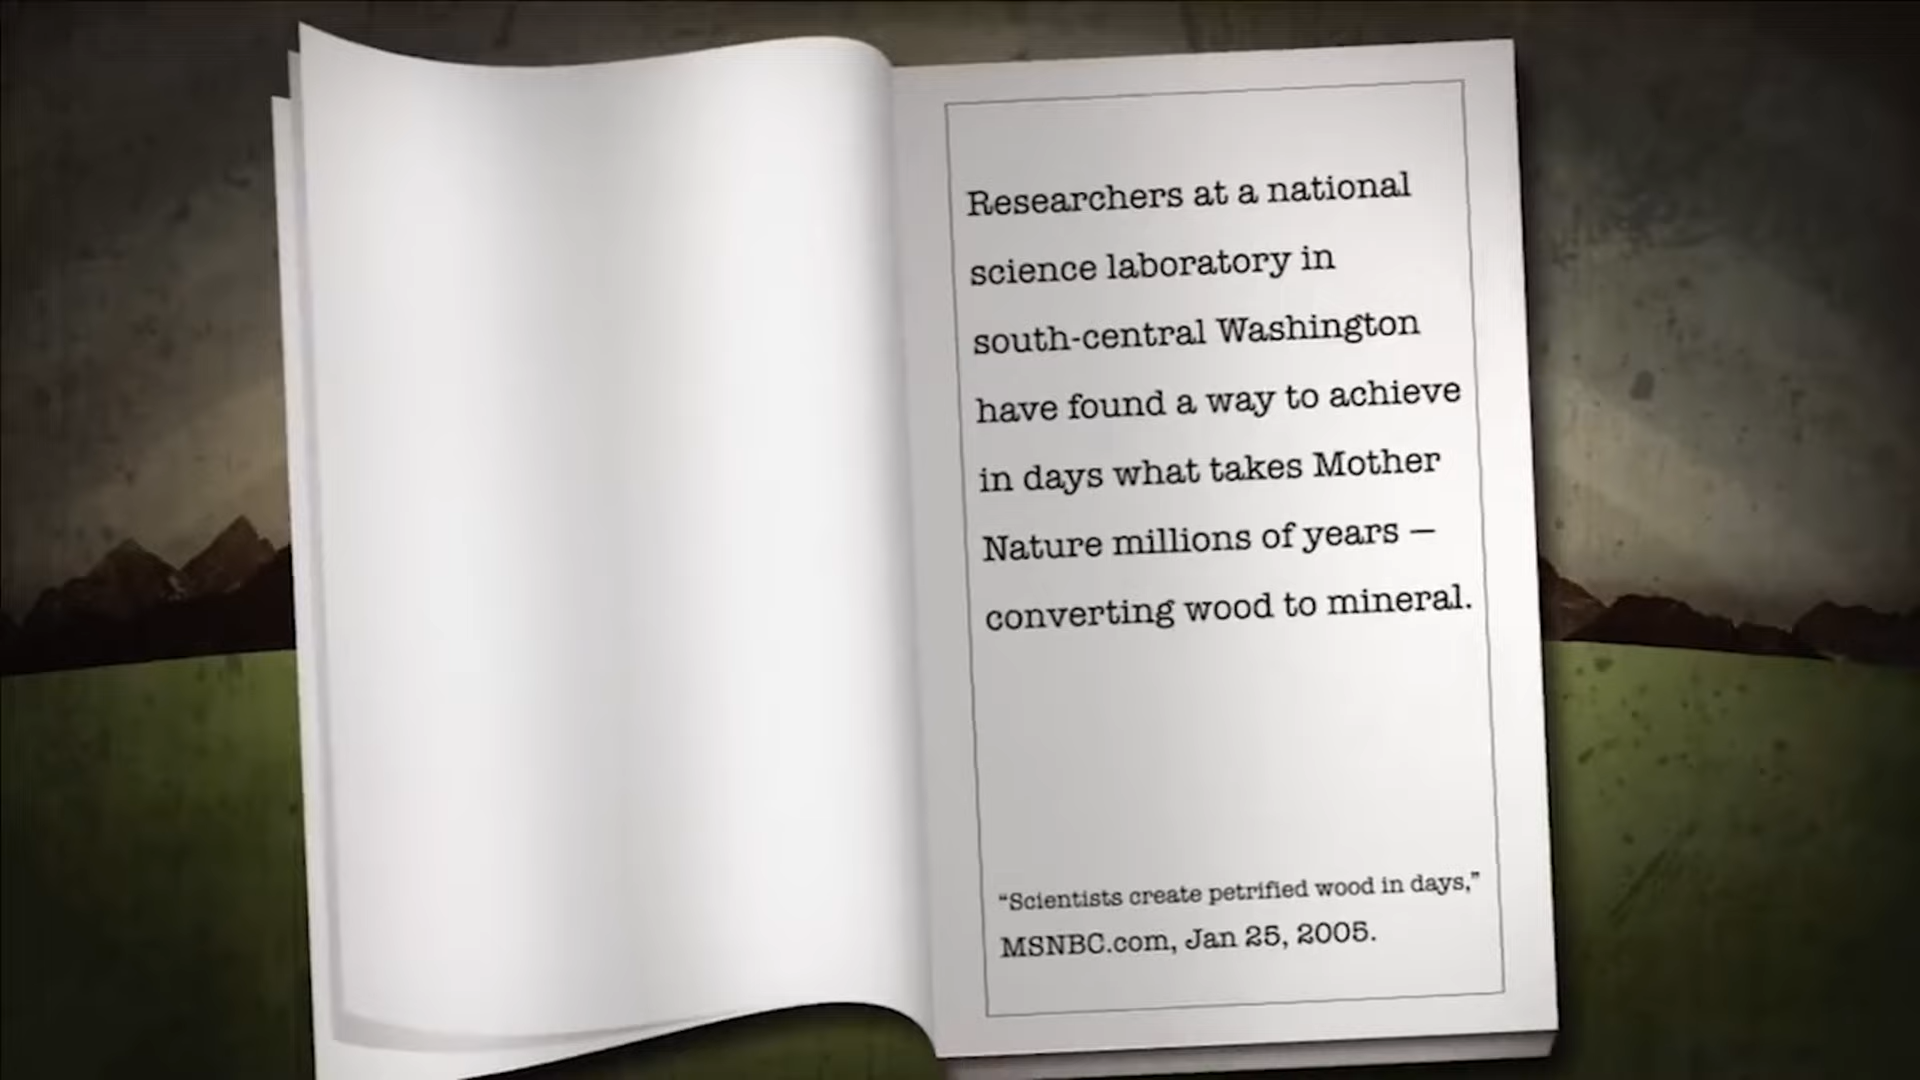 Researchers at a national
science laboratory in
south-central Washington
have found a way to achieve
in days what takes Mother
Nature millions of years —
converting wood to mineral.
“Scientists create petrified wood in days,”
MSNBC.com, Jan 25, 2005.